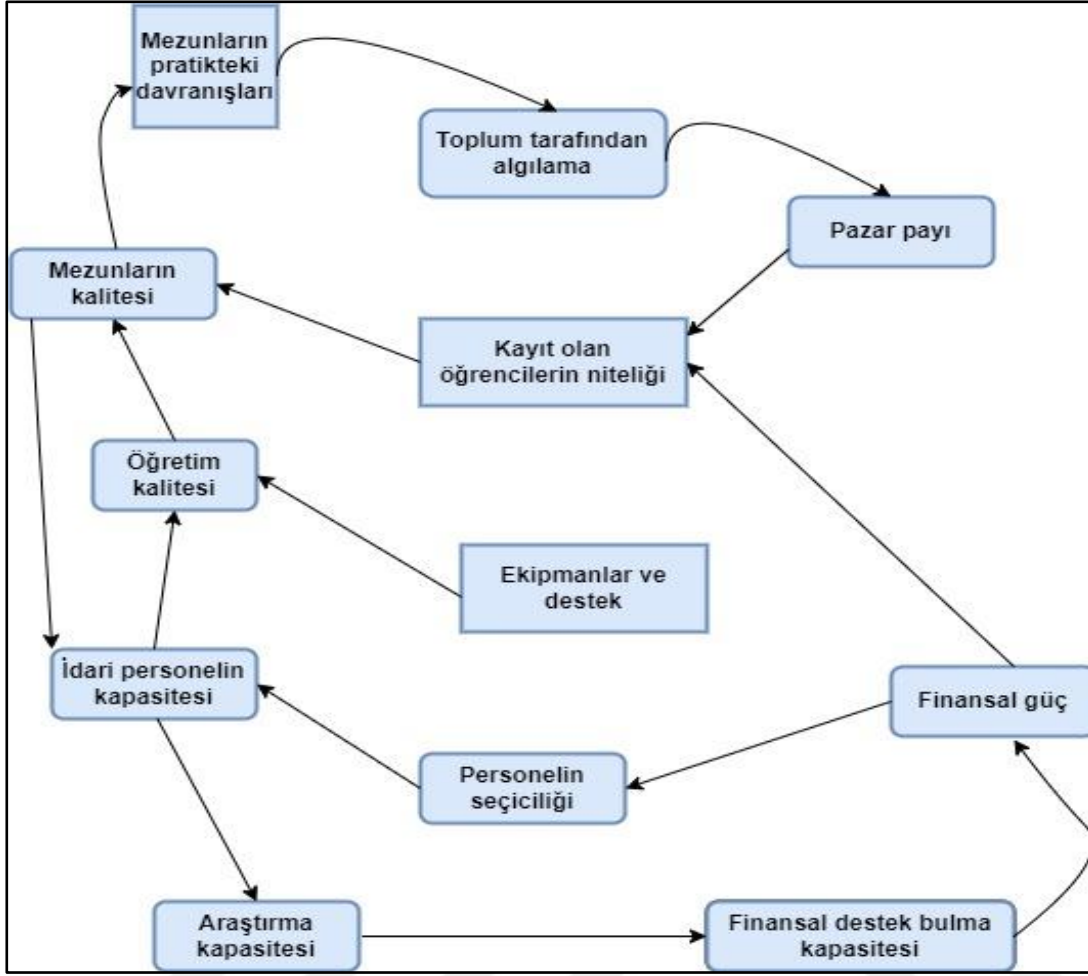 Mezunların
pratikteki
davranışları
Toplum tarafından
algılama
Pazar payı
Mezunların
kalitesi
Kayıt olan
öğrencilerin niteliği
Öğretim
kalitesi
Ekipmanlar ve
destek
İdari personelin
kapasitesi
Finansal güç
Personelin
seçiciliği
Araştırma
kapasitesi
Finansal destek bulma
kapasitesi